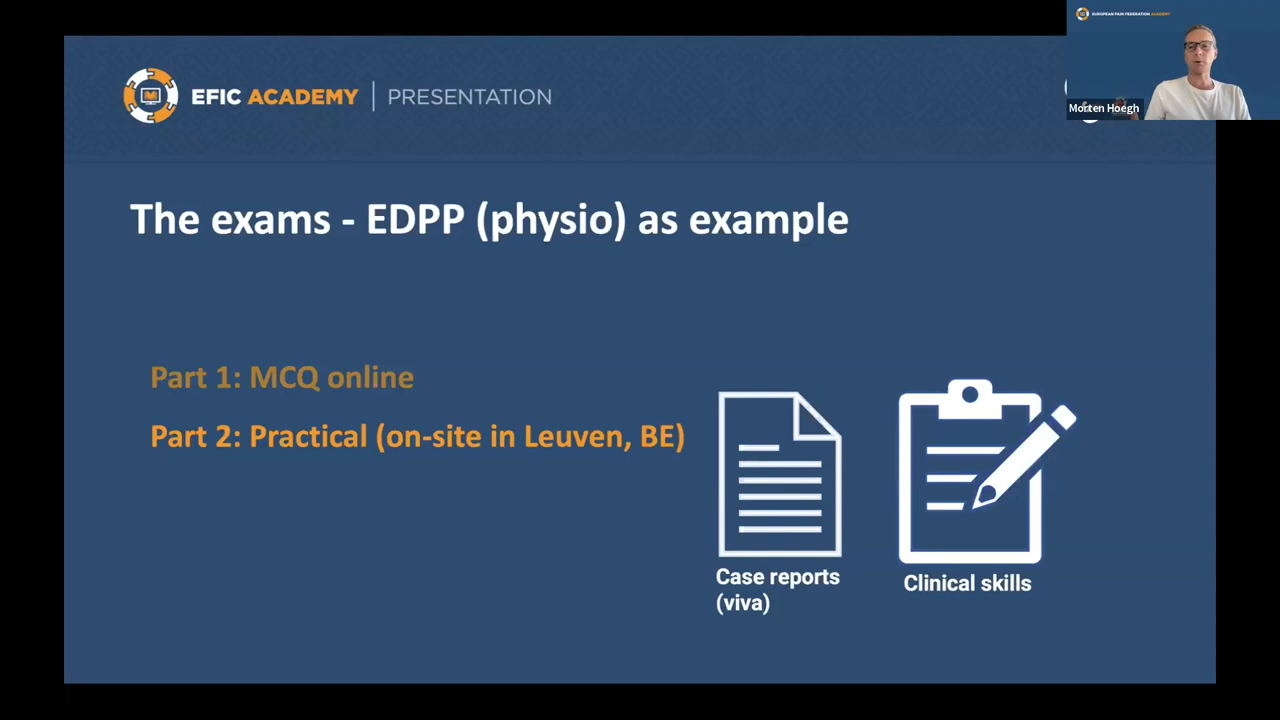 EUROPEAN PAIN FEDERATION ACADEMY
Morten Hoegh
EFIC ACADEMY | PRESENTATION
The exams - EDPP (physio) as example
Part 1: MCQ online
Part 2: Practical (on-site in Leuven, BE)
Case reports
(viva)
Clinical skills